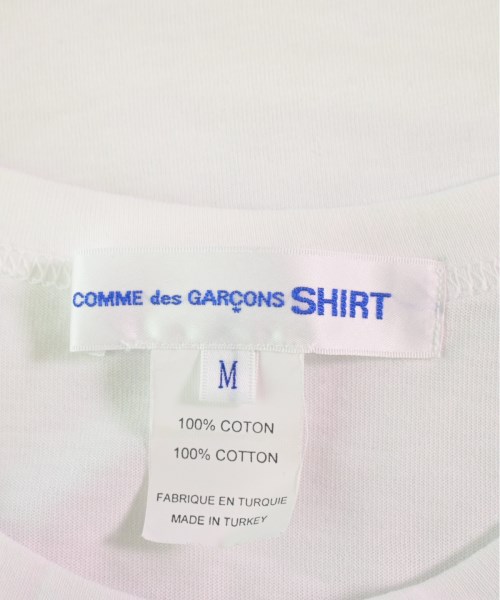 COMME des GARÇONS SHIRT
M
100% COTON
100% COTTON
FABRIQUE EN TURQUIE
MADE IN TURKEY